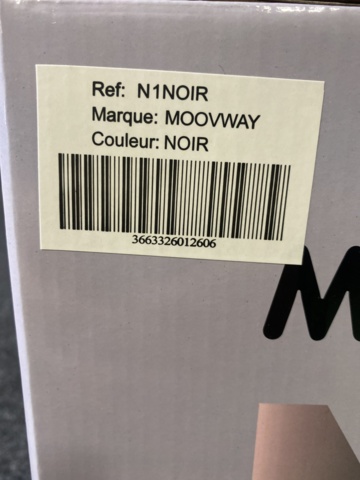 Ref: N1NOIR
Marque: MOOVWAY
Couleur: NOIR
3663326012606
M